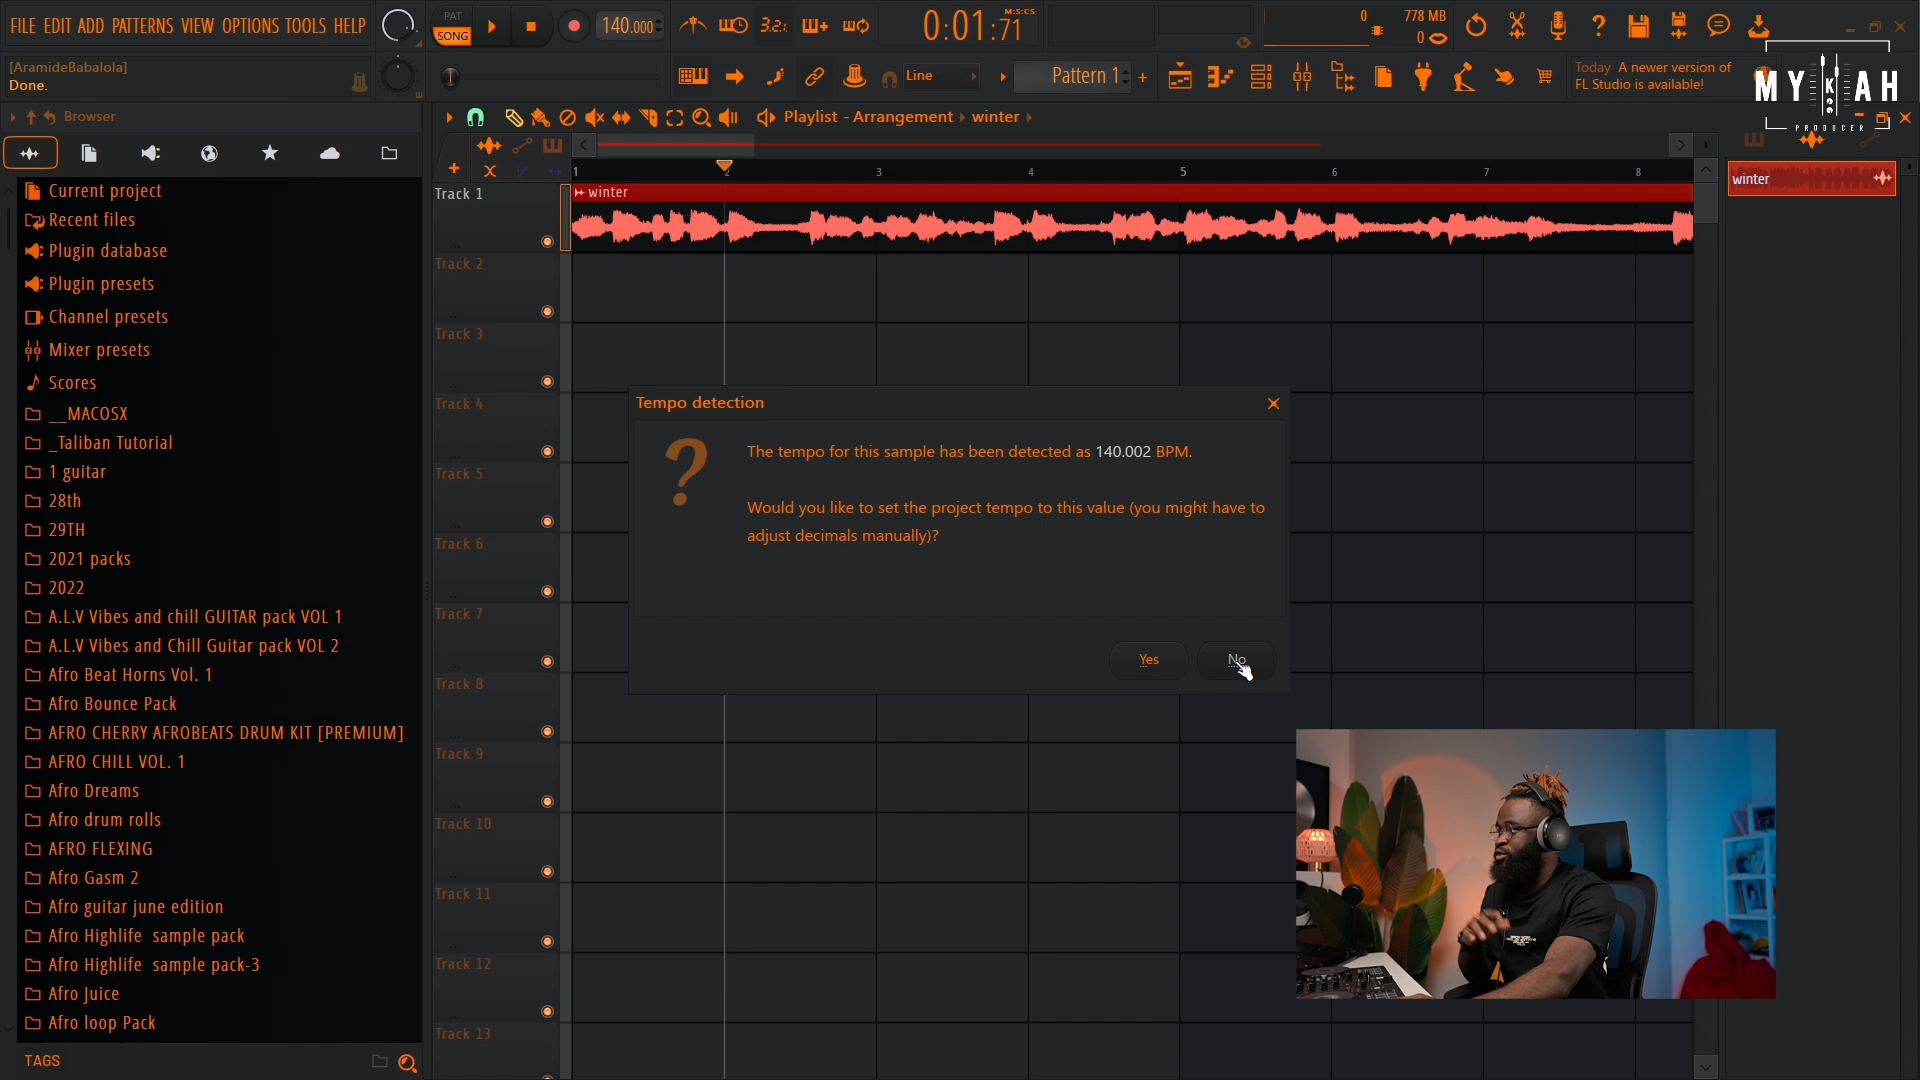 FILE EDIT ADD PATTERNS VIEW OPTIONS TOOLS HELP
PAT
SONG
140.000
3.2.1
0:01:71
M:S:CS
0
778 MB
0
[AramideBabalola]
Done.
Line
Pattern 1
Today A newer version of
FL Studio is available!
MYKAH
PRODUCER
Browser
Playlist - Arrangement
winter
1
2
3
4
5
6
7
8
Track 1
winter
winter
Track 2
Track 3
Track 4
Track 5
Track 6
Track 7
Track 8
Track 9
Track 10
Track 11
Track 12
Track 13
Current project
Recent files
Plugin database
Plugin presets
Channel presets
Mixer presets
Scores
__MACOSX
_Taliban Tutorial
1 guitar
28th
29TH
2021 packs
2022
A.L.V Vibes and chill GUITAR pack VOL 1
A.L.V Vibes and Chill Guitar pack VOL 2
Afro Beat Horns Vol. 1
Afro Bounce Pack
AFRO CHERRY AFROBEATS DRUM KIT [PREMIUM]
AFRO CHILL VOL. 1
Afro Dreams
Afro drum rolls
AFRO FLEXING
Afro Gasm 2
Afro guitar june edition
Afro Highlife sample pack
Afro Highlife sample pack-3
Afro Juice
Afro loop Pack
TAGS
Tempo detection
The tempo for this sample has been detected as 140.002 BPM.
Would you like to set the project tempo to this value (you might have to
adjust decimals manually)?
Yes
No